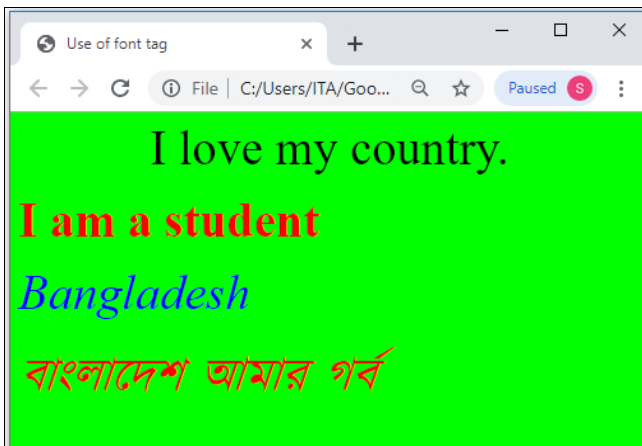 Use of font tag
File C:/Users/ITA/Goo... Paused S
I love my country.
I am a student
Bangladesh
বাংলাদেশ আমার গর্ব